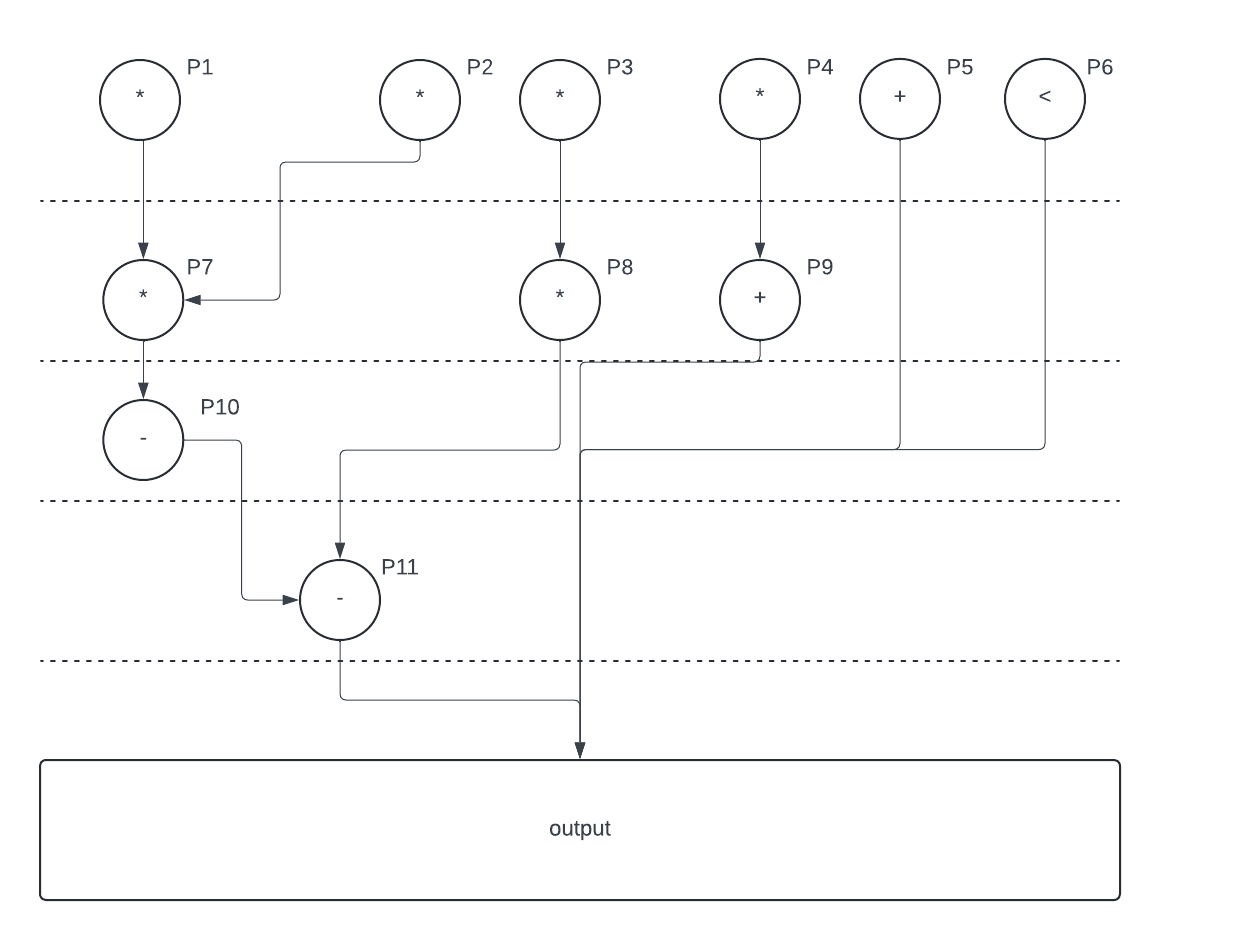 P1
*
P2
*
P3
*
P4
*
P5
+
P6
<
P7
*
P8
*
P9
+
P10
-
P11
-
output